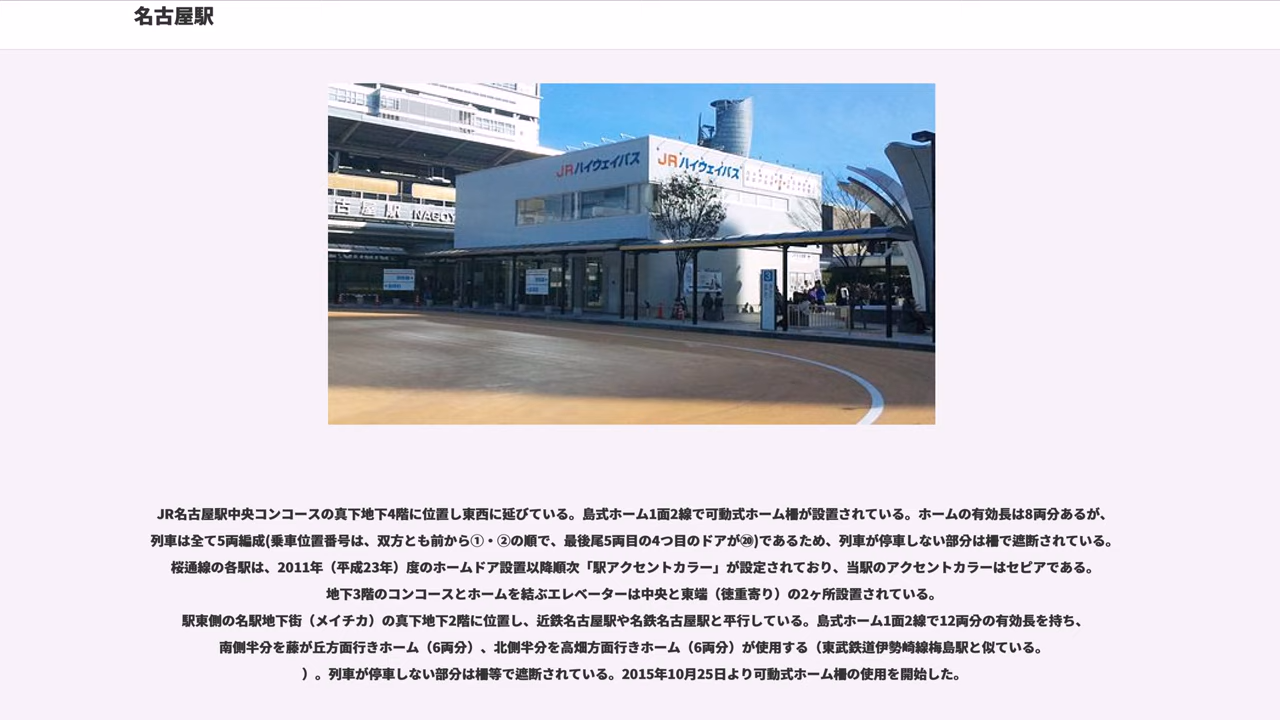 名古屋駅
JRハイウェイバス
JRハイウェイバス
古屋駅 NAGOY
JR名古屋駅中央コンコースの真下地下4階に位置し東西に延びている。島式ホーム1面2線で可動式ホーム柵が設置されている。ホームの有効長は8両分あるが、
列車は全て5両編成(乗車位置番号は、双方とも前から①・②の順で、最後尾5両目の4つ目のドアが⑳)であるため、列車が停車しない部分は柵で遮断されている。
桜通線の各駅は、2011年（平成23年）度のホームドア設置以降順次「駅アクセントカラー」が設定されており、当駅のアクセントカラーはセピアである。
地下3階のコンコースとホームを結ぶエレベーターは中央と東端（徳重寄り）の2ヶ所設置されている。
駅東側の名駅地下街（メイチカ）の真下地下2階に位置し、近鉄名古屋駅や名鉄名古屋駅と平行している。島式ホーム1面2線で12両分の有効長を持ち、
南側半分を藤が丘方面行きホーム（6両分）、北側半分を高畑方面行きホーム（6両分）が使用する（東武鉄道伊勢崎線梅島駅と似ている。
）。列車が停車しない部分は柵等で遮断されている。2015年10月25日より可動式ホーム柵の使用を開始した。